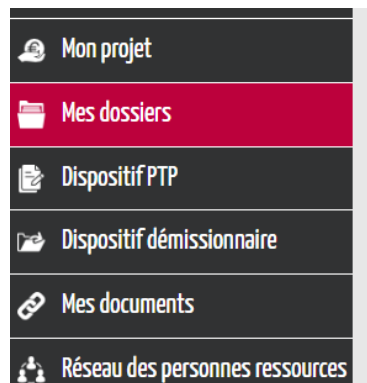 Mon projet
Mes dossiers
Dispositif PTP
Dispositif démissionnaire
Mes documents
Réseau des personnes ressources